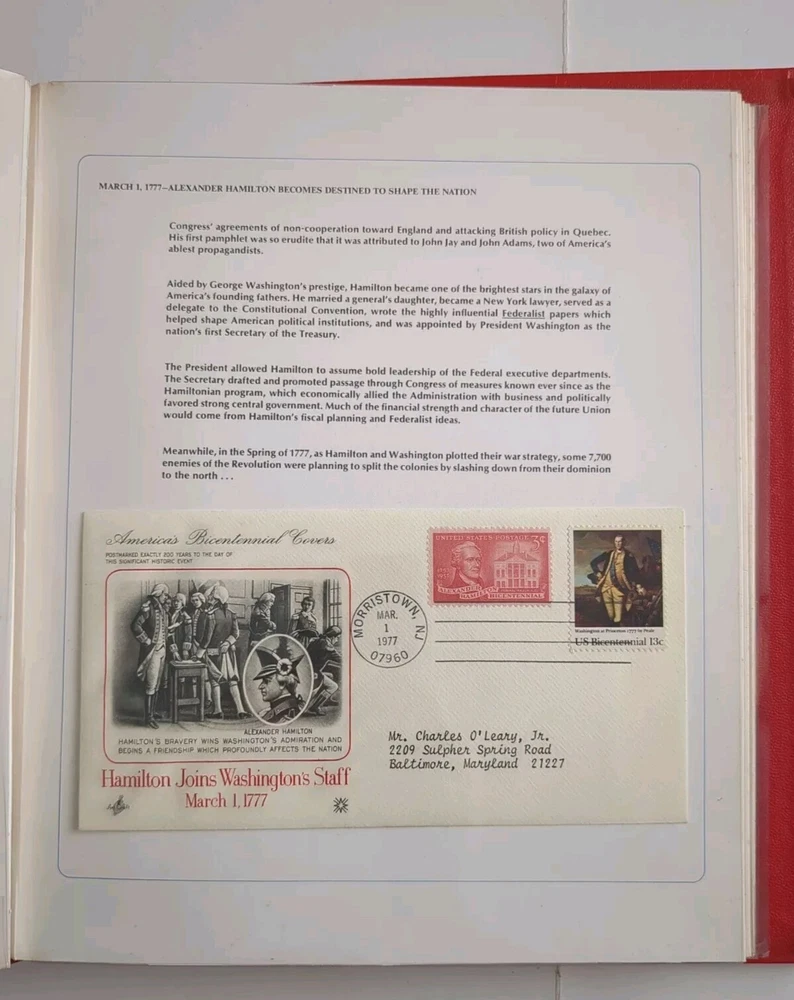 MARCH 1, 1777—ALEXANDER HAMILTON BECOMES DESTINED TO SHAPE THE NATION
Congress' agreements of non-cooperation toward England and attacking British policy in Quebec.
His first pamphlet was so erudite that it was attributed to John Jay and John Adams, two of America's
ablest propagandists.
Aided by George Washington's prestige, Hamilton became one of the brightest stars in the galaxy of
America's founding fathers. He married a general's daughter, became a New York lawyer, served as a
delegate to the Constitutional Convention, wrote the highly influential Federalist papers which
helped shape American political institutions, and was appointed by President Washington as the
nation's first Secretary of the Treasury.
The President allowed Hamilton to assume bold leadership of the Federal executive departments.
The Secretary drafted and promoted passage through Congress of measures known ever since as the
Hamiltonian program, which economically allied the Administration with business and politically
favored strong central government. Much of the financial strength and character of the future Union
would come from Hamilton's fiscal planning and Federalist ideas.
Meanwhile, in the Spring of 1777, as Hamilton and Washington plotted their war strategy, some 7,700
enemies of the Revolution were planning to split the colonies by slashing down from their dominion
to the north . . .
America's Bicentennial Covers
POSTMARKED EXACTLY 200 YEARS TO THE DAY OF
THIS SIGNIFICANT HISTORIC EVENT
ALEXANDER HAMILTON
HAMILTON'S BRAVERY WINS WASHINGTON'S ADMIRATION AND
BEGINS A FRIENDSHIP WHICH PROFOUNDLY AFFECTS THE NATION
Hamilton Joins Washington's Staff
March 1, 1777
MORRISTOWN, NJ
MAR.
1
1977
07960
UNITED STATES POSTAGE 3¢
ALEXANDER
HAMILTON BICENTENNIAL
Washington at Princeton 1777 by Peale
US Bicentennial 13c
Mr. Charles O'Leary, Jr.
2209 Sulpher Spring Road
Baltimore, Maryland 21227